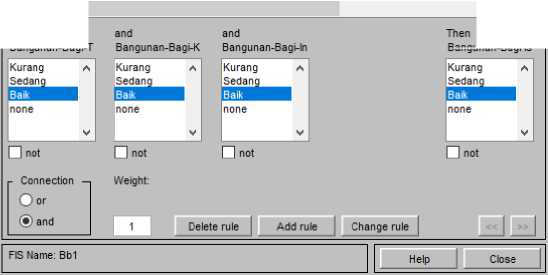 and and Then
Bangunan-Bagi-T Bangunan-Bagi-K Bangunan-Bagi-In
Kurang Kurang Kurang Kurang
Sedang Sedang Sedang Sedang
Baik Baik Baik Baik
none none none none
not not not not
Connection Weight:
or
and 1 Delete rule Add rule Change rule << >>
FIS Name: Bb1 Help Close